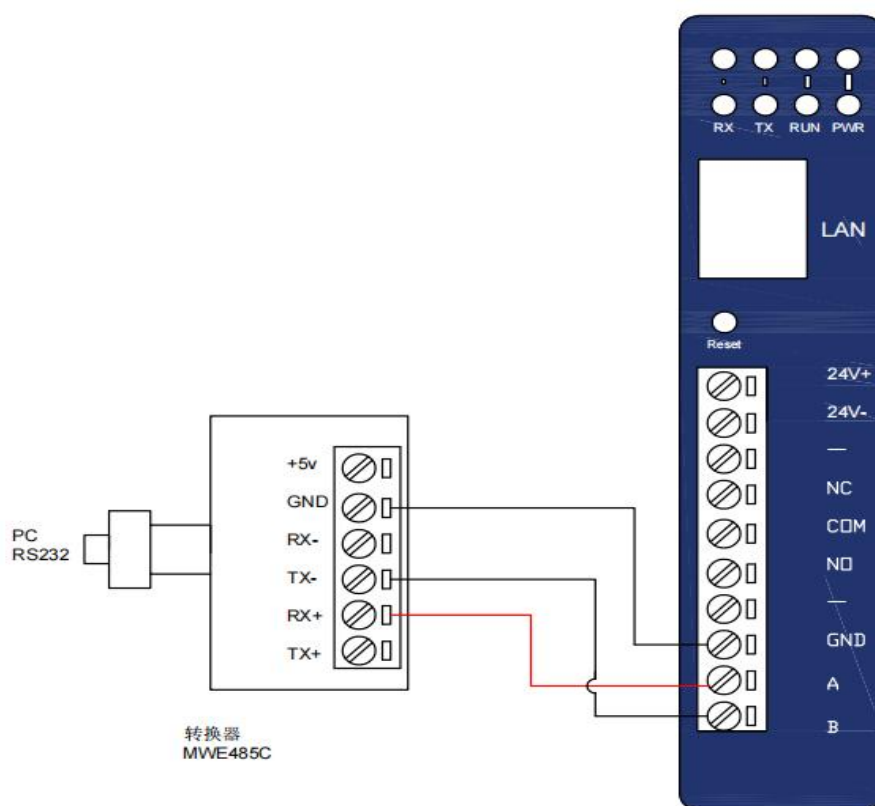 RX TX RUN PWR
LAN
Reset
24V+
24V-
—
NC
COM
NO
—
GND
A
B
+5v
GND
RX-
TX-
RX+
TX+
PC
RS232
转换器
MWE485C